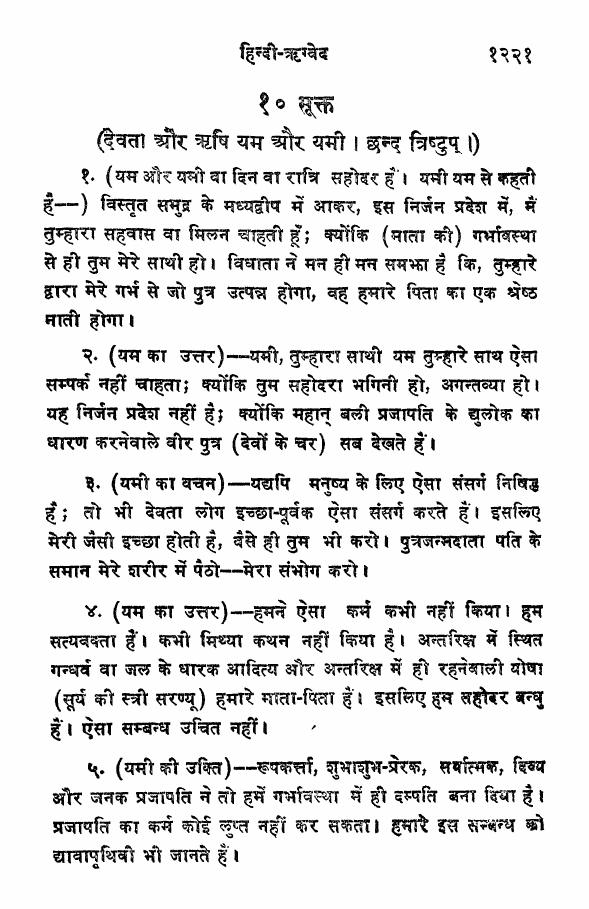 हिन्दी-ऋग्वेद १२२१
१० सूक्त
(देवता और ऋषि यम और यमी । छन्द त्रिष्टुप् ।)
१. (यम और यमी वा दिन वा रात्रि सहोदर हैं। यमी यम से कहती
है--) विस्तृत समुद्र के मध्यद्वीप में आकर, इस निर्जन प्रदेश में, मैं
तुम्हारा सहवास वा मिलन चाहती हूँ; क्योंकि (माता की) गर्भावस्था
से ही तुम मेरे साथी हो। विधाता ने मन ही मन समझा है कि, तुम्हारे
द्वारा मेरे गर्भ से जो पुत्र उत्पन्न होगा, वह हमारे पिता का एक श्रेष्ठ
नाती होगा।
२. (यम का उत्तर)--यमी, तुम्हारा साथी यम तुम्हारे साथ ऐसा
सम्पर्क नहीं चाहता; क्योंकि तुम सहोदरा भगिनी हो, अगन्तव्या हो।
यह निर्जन प्रदेश नहीं है; क्योंकि महान् बली प्रजापति के द्युलोक का
धारण करनेवाले वीर पुत्र (देवों के चर) सब देखते हैं।
३. (यमी का वचन)--यद्यपि मनुष्य के लिए ऐसा संसर्ग निषिद्ध
है; तो भी देवता लोग इच्छा-पूर्वक ऐसा संसर्ग करते हैं। इसलिए
मेरी जैसी इच्छा होती है, वैसे ही तुम भी करो। पुत्रजन्मदाता पति के
समान मेरे शरीर में पैठो--मेरा संभोग करो।
४. (यम का उत्तर)--हमने ऐसा कर्म कभी नहीं किया। हम
सत्यवक्ता हैं। कभी मिथ्या कथन नहीं किया है। अन्तरिक्ष में स्थित
गन्धर्व वा जल के धारक आदित्य और अन्तरिक्ष में ही रहनेवाली योषा
(सूर्य की स्त्री सरण्यू) हमारे माता-पिता हैं। इसलिए हम सहोदर बन्धु
हैं। ऐसा सम्बन्ध उचित नहीं।
५. (यमी की उक्ति)--रूपकर्त्ता, शुभाशुभ-प्रेरक, सर्वात्मक, दिव्य
और जनक प्रजापति ने तो हमें गर्भावस्था में ही दम्पति बना दिया है।
प्रजापति का कर्म कोई लुप्त नहीं कर सकता। हमारे इस सम्बन्ध को
द्यावापृथिवी भी जानते हैं।